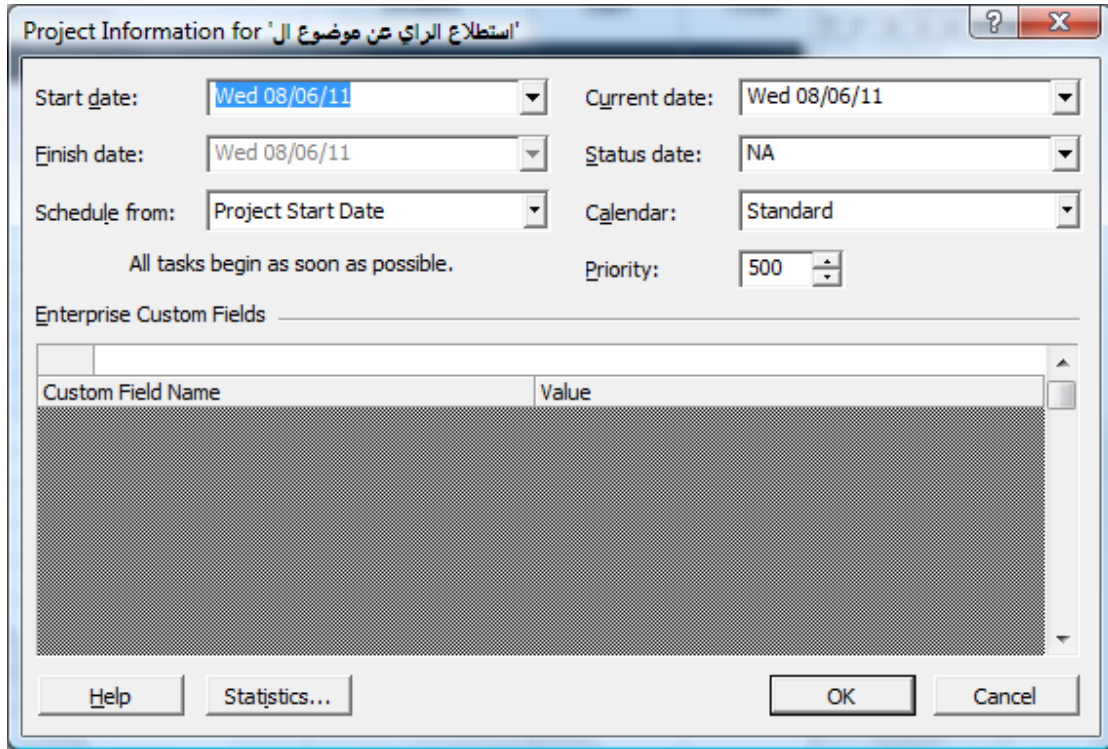 Project Information for 'استطلاع الراي عن موضوع ال'
Start date: Wed 08/06/11 Current date: Wed 08/06/11
Finish date: Wed 08/06/11 Status date: NA
Schedule from: Project Start Date Calendar: Standard
All tasks begin as soon as possible. Priority: 500
Enterprise Custom Fields
Custom Field Name Value
Help Statistics... OK Cancel